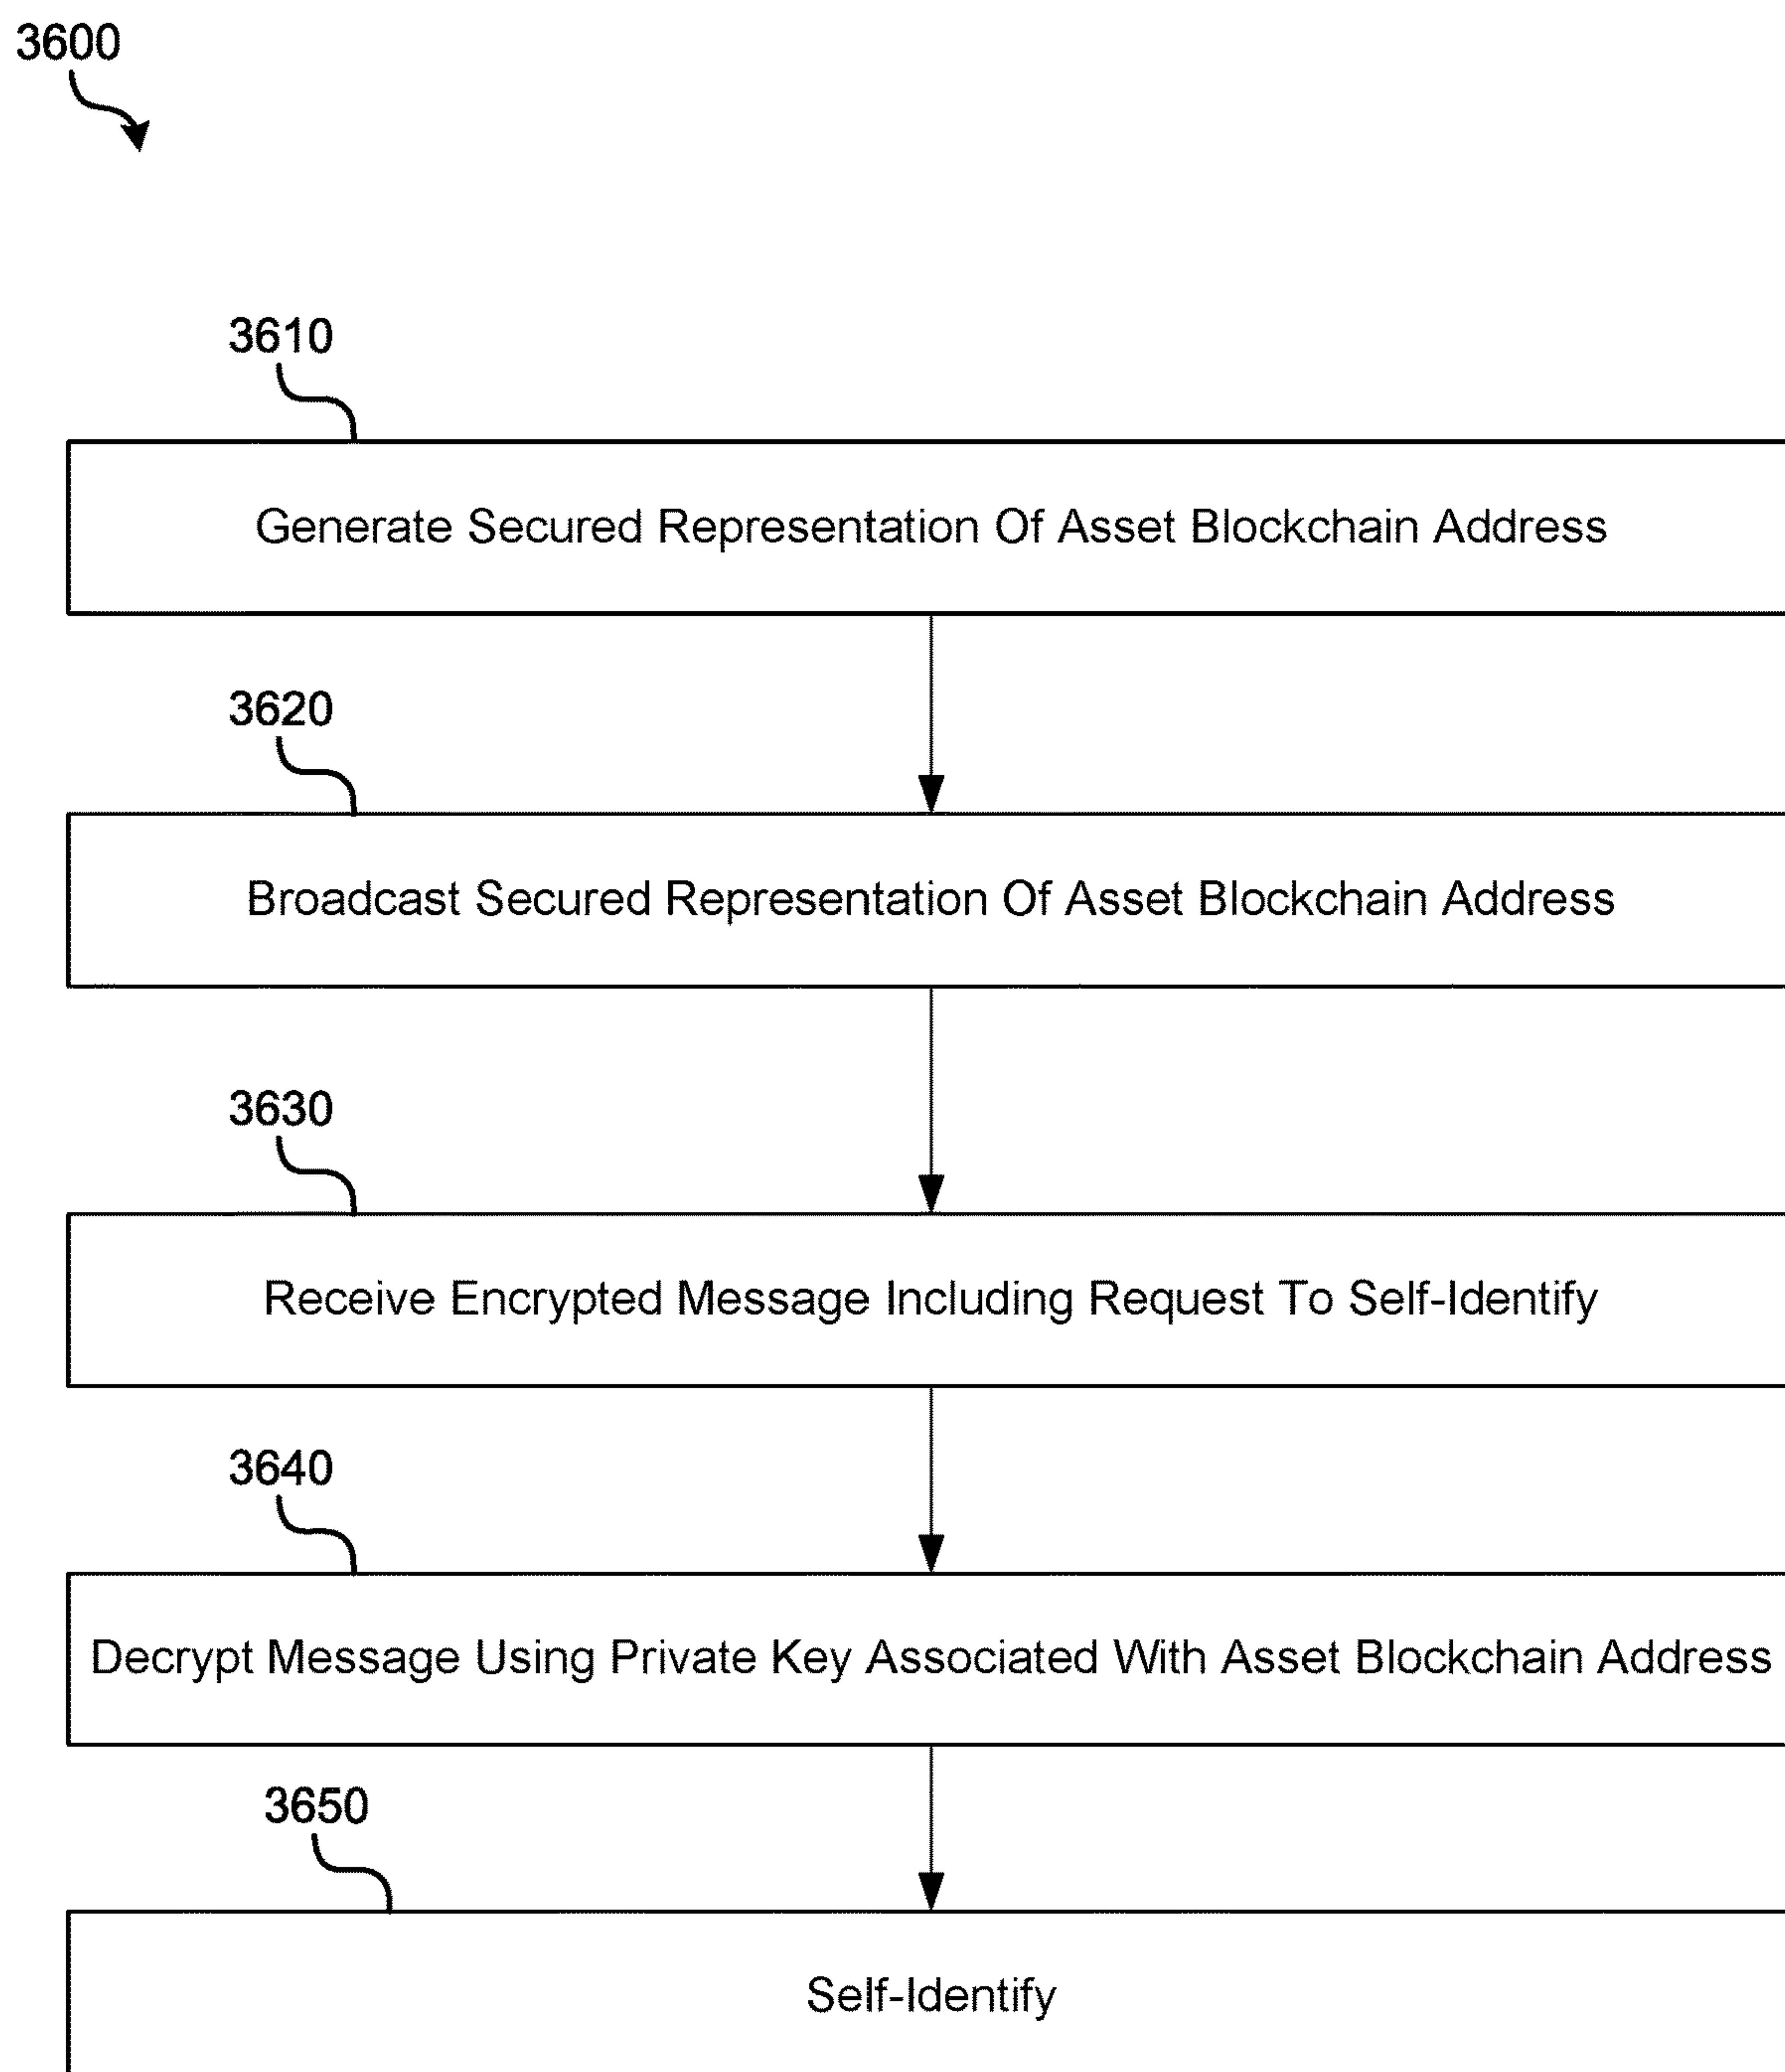 3600
3610
Generate Secured Representation Of Asset Blockchain Address
3620
Broadcast Secured Representation Of Asset Blockchain Address
3630
Receive Encrypted Message Including Request To Self-Identify
3640
Decrypt Message Using Private Key Associated With Asset Blockchain Address
3650
Self-Identify